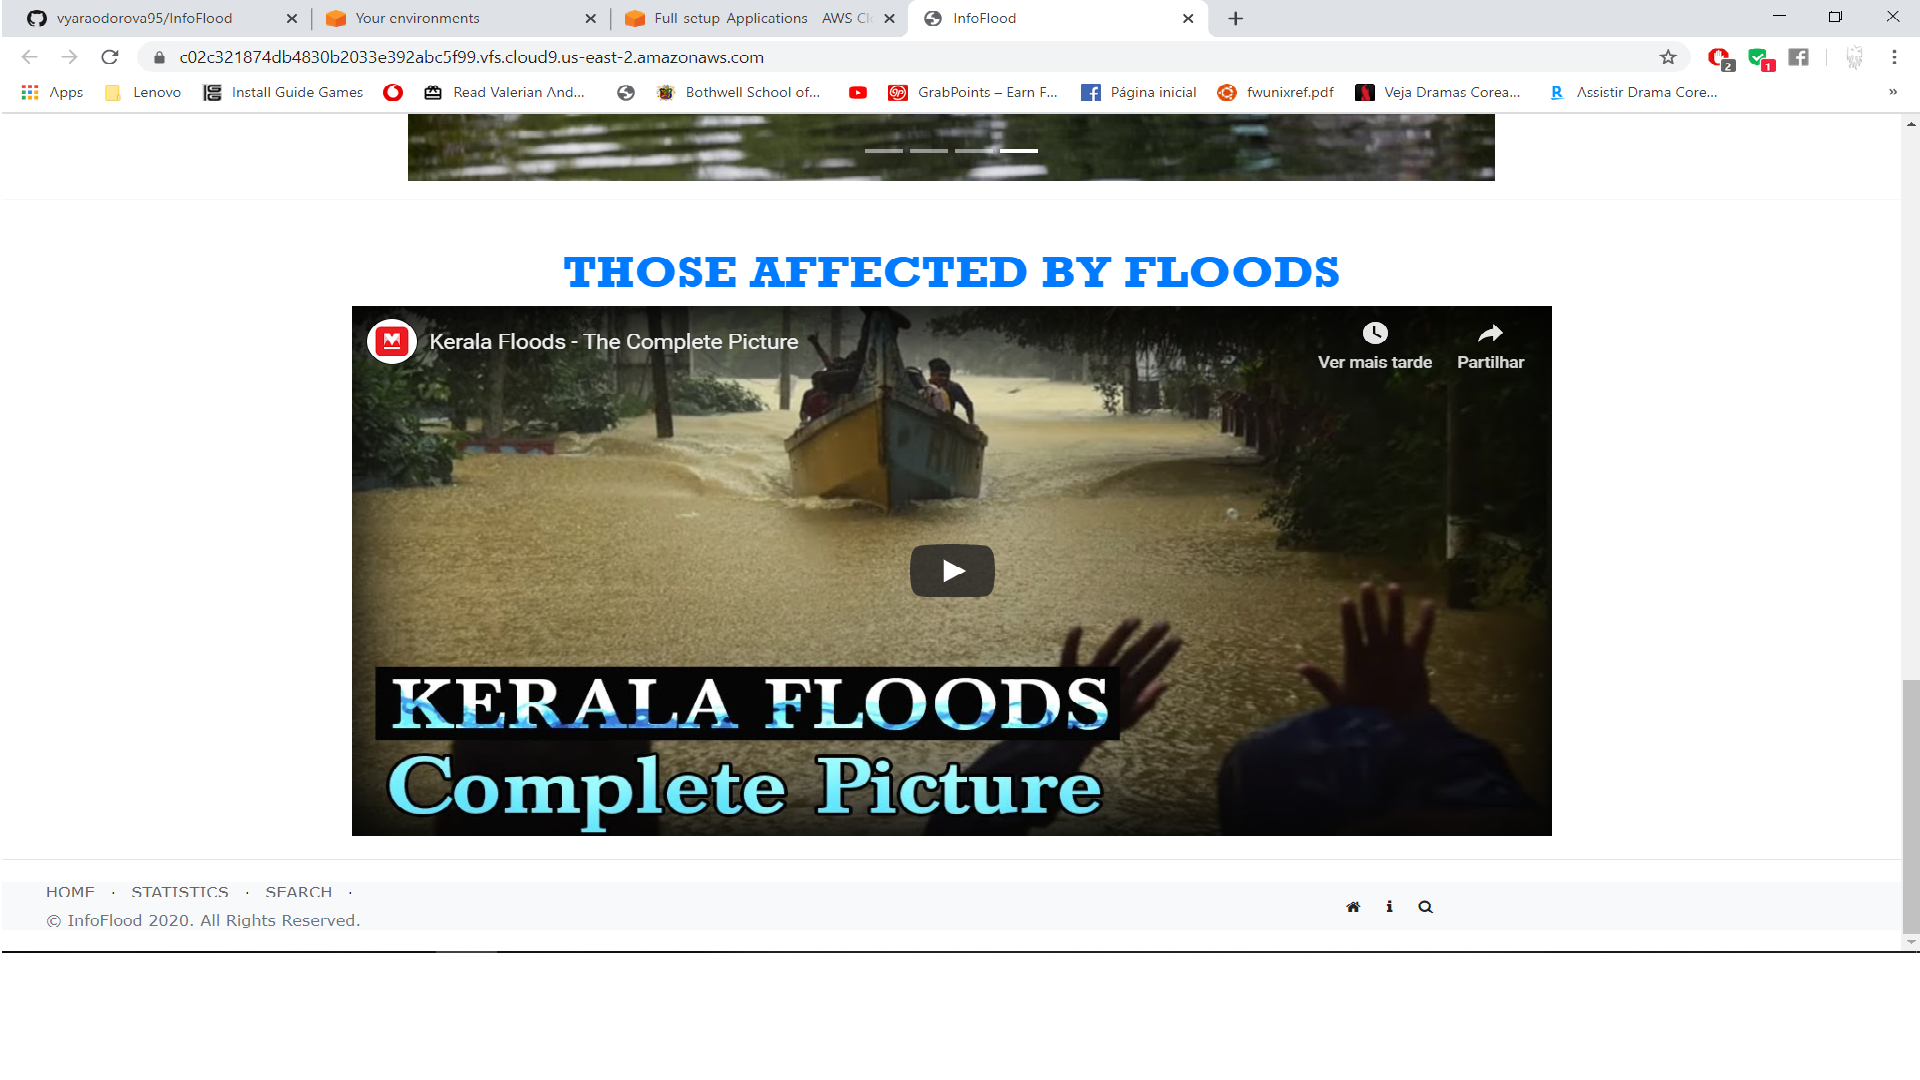 vyaraodorova95/InfoFlood
Your environments
Full setup Applications AWS Cl
InfoFlood
c02c321874db4830b2033e392abc5f99.vfs.cloud9.us-east-2.amazonaws.com
2
1
Apps
Lenovo
Install Guide Games
Read Valerian And...
Bothwell School of...
GrabPoints – Earn F...
Página inicial
fwunixref.pdf
Veja Dramas Corea...
Assistir Drama Core...
»
THOSE AFFECTED BY FLOODS
Kerala Floods - The Complete Picture
Ver mais tarde
Partilhar
KERALA FLOODS
Complete Picture
HOME · STATISTICS · SEARCH ·
© InfoFlood 2020. All Rights Reserved.